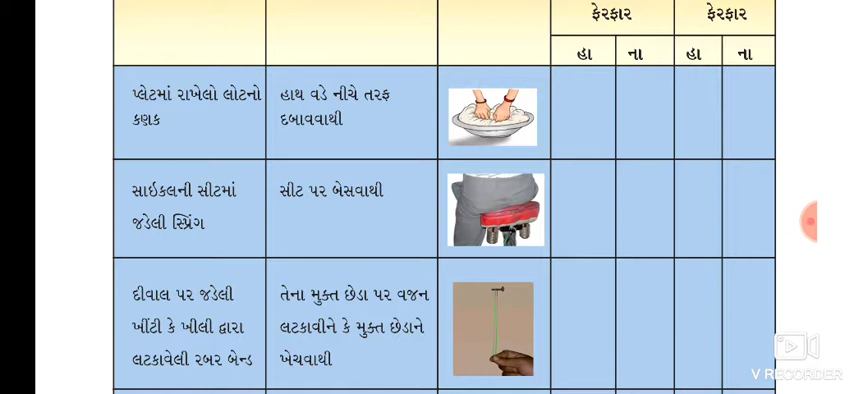 ફેરફાર ફેરફાર
હા ના હા ના
પ્લેટમાં રાખેલો લોટનો
કણક
હાથ વડે નીચે તરફ
દબાવવાથી
સાઇકલની સીટમાં
જડેલી સ્પ્રિંગ
સીટ પર બેસવાથી
દીવાલ પર જડેલી
ખીંટી કે ખીલી દ્વારા
લટકાવેલી રબર બેન્ડ
તેના મુક્ત છેડા પર વજન
લટકાવીને કે મુક્ત છેડાને
ખેચવાથી
V RECORDER